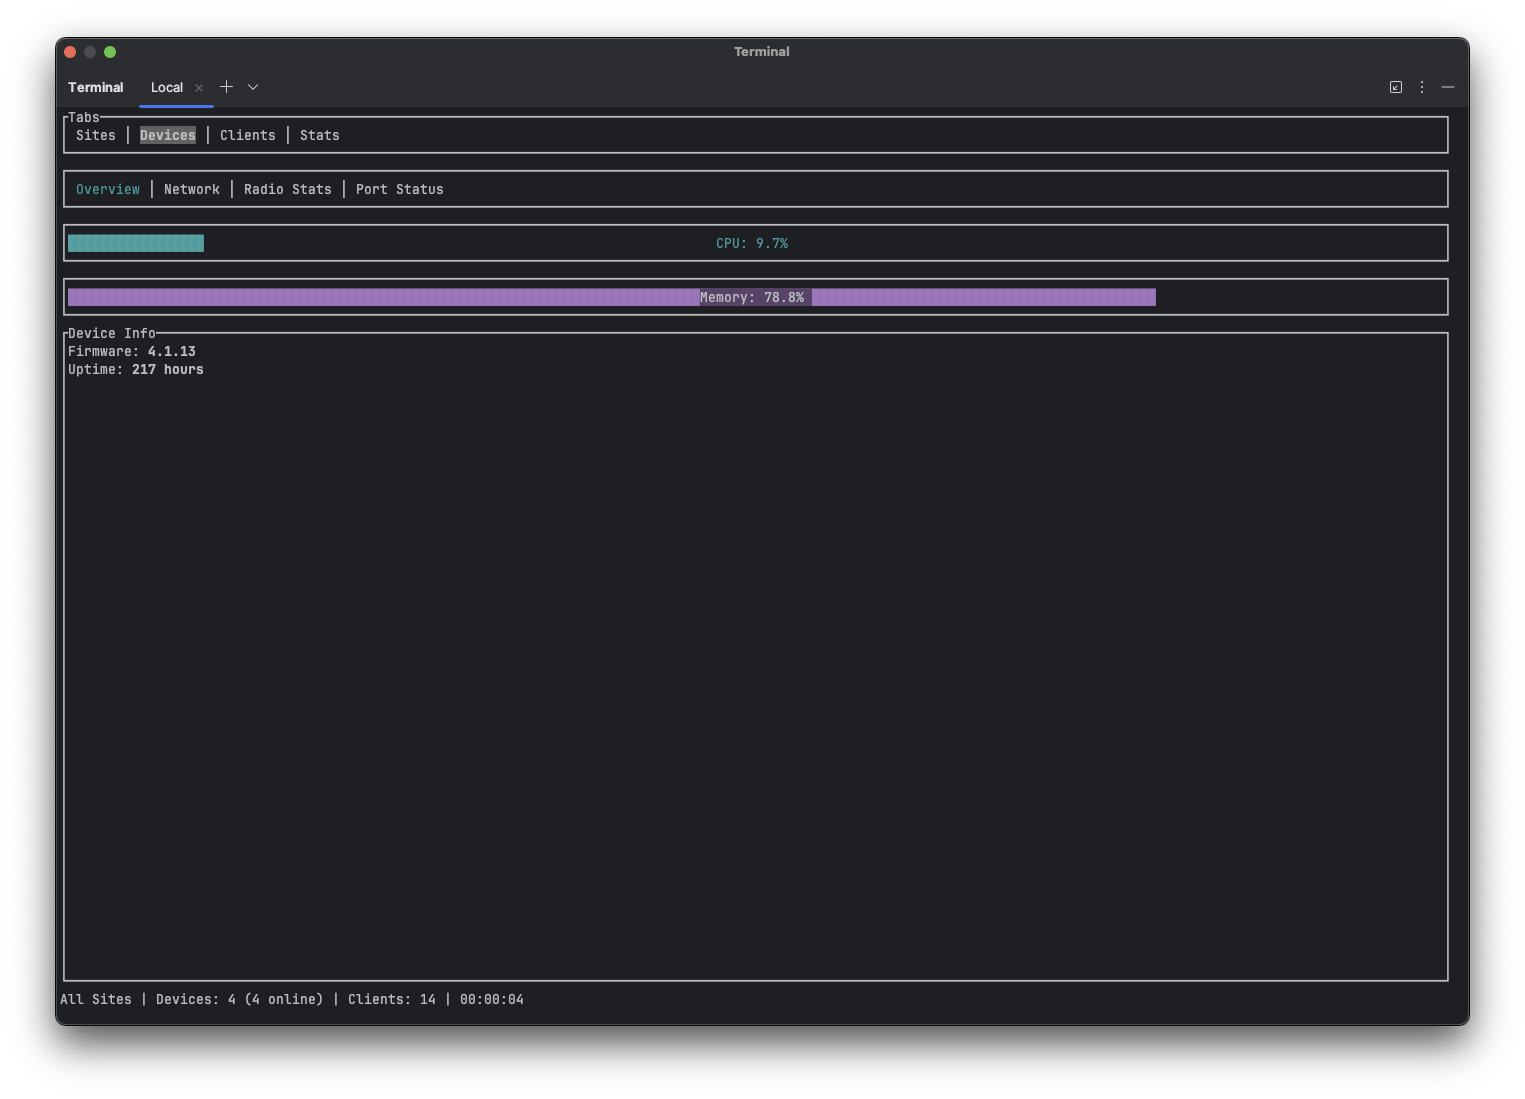 Terminal
Terminal Local
Tabs
Sites | Devices | Clients | Stats
Overview | Network | Radio Stats | Port Status
CPU: 9.7%
Memory: 78.8%
Device Info
Firmware: 4.1.13
Uptime: 217 hours
All Sites | Devices: 4 (4 online) | Clients: 14 | 00:00:04